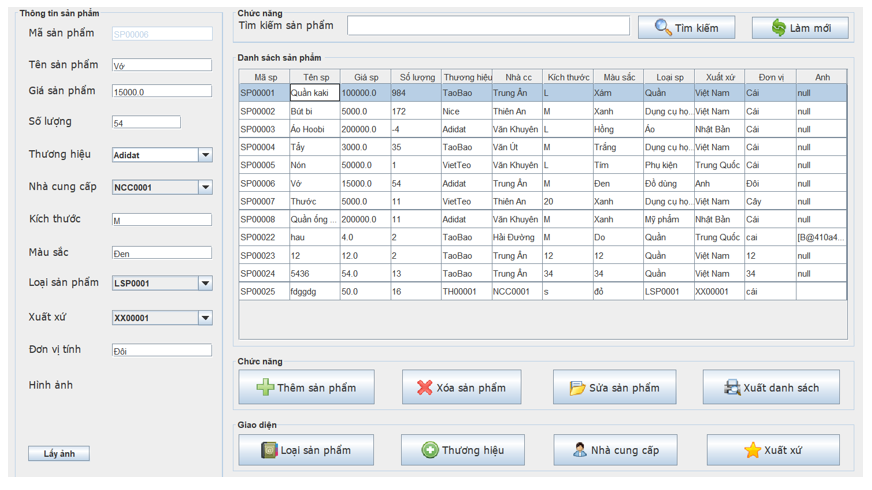 Thông tin sản phẩm
Mã sản phẩm SP00006
Tên sản phẩm Vở
Giá sản phẩm 15000.0
Số lượng 54
Thương hiệu Adidat
Nhà cung cấp NCC0001
Kích thước M
Màu sắc Đen
Loại sản phẩm LSP0001
Xuất xứ XX00001
Đơn vị tính Đôi
Hình ảnh
Lấy ảnh
Chức năng
Tìm kiếm sản phẩm Tìm kiếm Làm mới
Danh sách sản phẩm
Mã sp Tên sp Giá sp Số lượng Thương hiệu Nhà cc Kích thước Màu sắc Loại sp Xuất xứ Đơn vị Anh
SP00001 Quần kaki 100000.0 984 TaoBao Trung Ẩn L Xám Quần Việt Nam Cái null
SP00002 Bút bi 5000.0 172 Nice Thiên An M Xanh Dụng cụ họ... Việt Nam Cái null
SP00003 Áo Hoobi 200000.0 -4 Adidat Văn Khuyên L Hồng Áo Nhật Bản Cái null
SP00004 Tẩy 3000.0 35 TaoBao Văn Út M Trắng Dụng cụ họ... Việt Nam Cái null
SP00005 Nón 50000.0 1 VietTeo Văn Khuyên L Tím Phụ kiện Trung Quốc Cái null
SP00006 Vở 15000.0 54 Adidat Trung Ẩn M Đen Đồ dùng Anh Đôi null
SP00007 Thước 5000.0 11 VietTeo Thiên An 20 Xanh Dụng cụ họ... Việt Nam Cây null
SP00008 Quần ống ... 200000.0 11 Adidat Văn Khuyên M Xanh Mỹ phẩm Nhật Bản Cái null
SP00022 hau 4.0 2 TaoBao Hải Đường M Do Quần Trung Quốc cai [B@410a4...
SP00023 12 12.0 2 TaoBao Trung Ẩn 12 12 Quần Việt Nam 12 null
SP00024 5436 54.0 13 TaoBao Trung Ẩn 34 34 Quần Việt Nam 34 null
SP00025 fdggdg 50.0 16 TH00001 NCC0001 s đỏ LSP0001 XX00001 cái
Chức năng
Thêm sản phẩm Xóa sản phẩm Sửa sản phẩm Xuất danh sách
Giao diện
Loại sản phẩm Thương hiệu Nhà cung cấp Xuất xứ